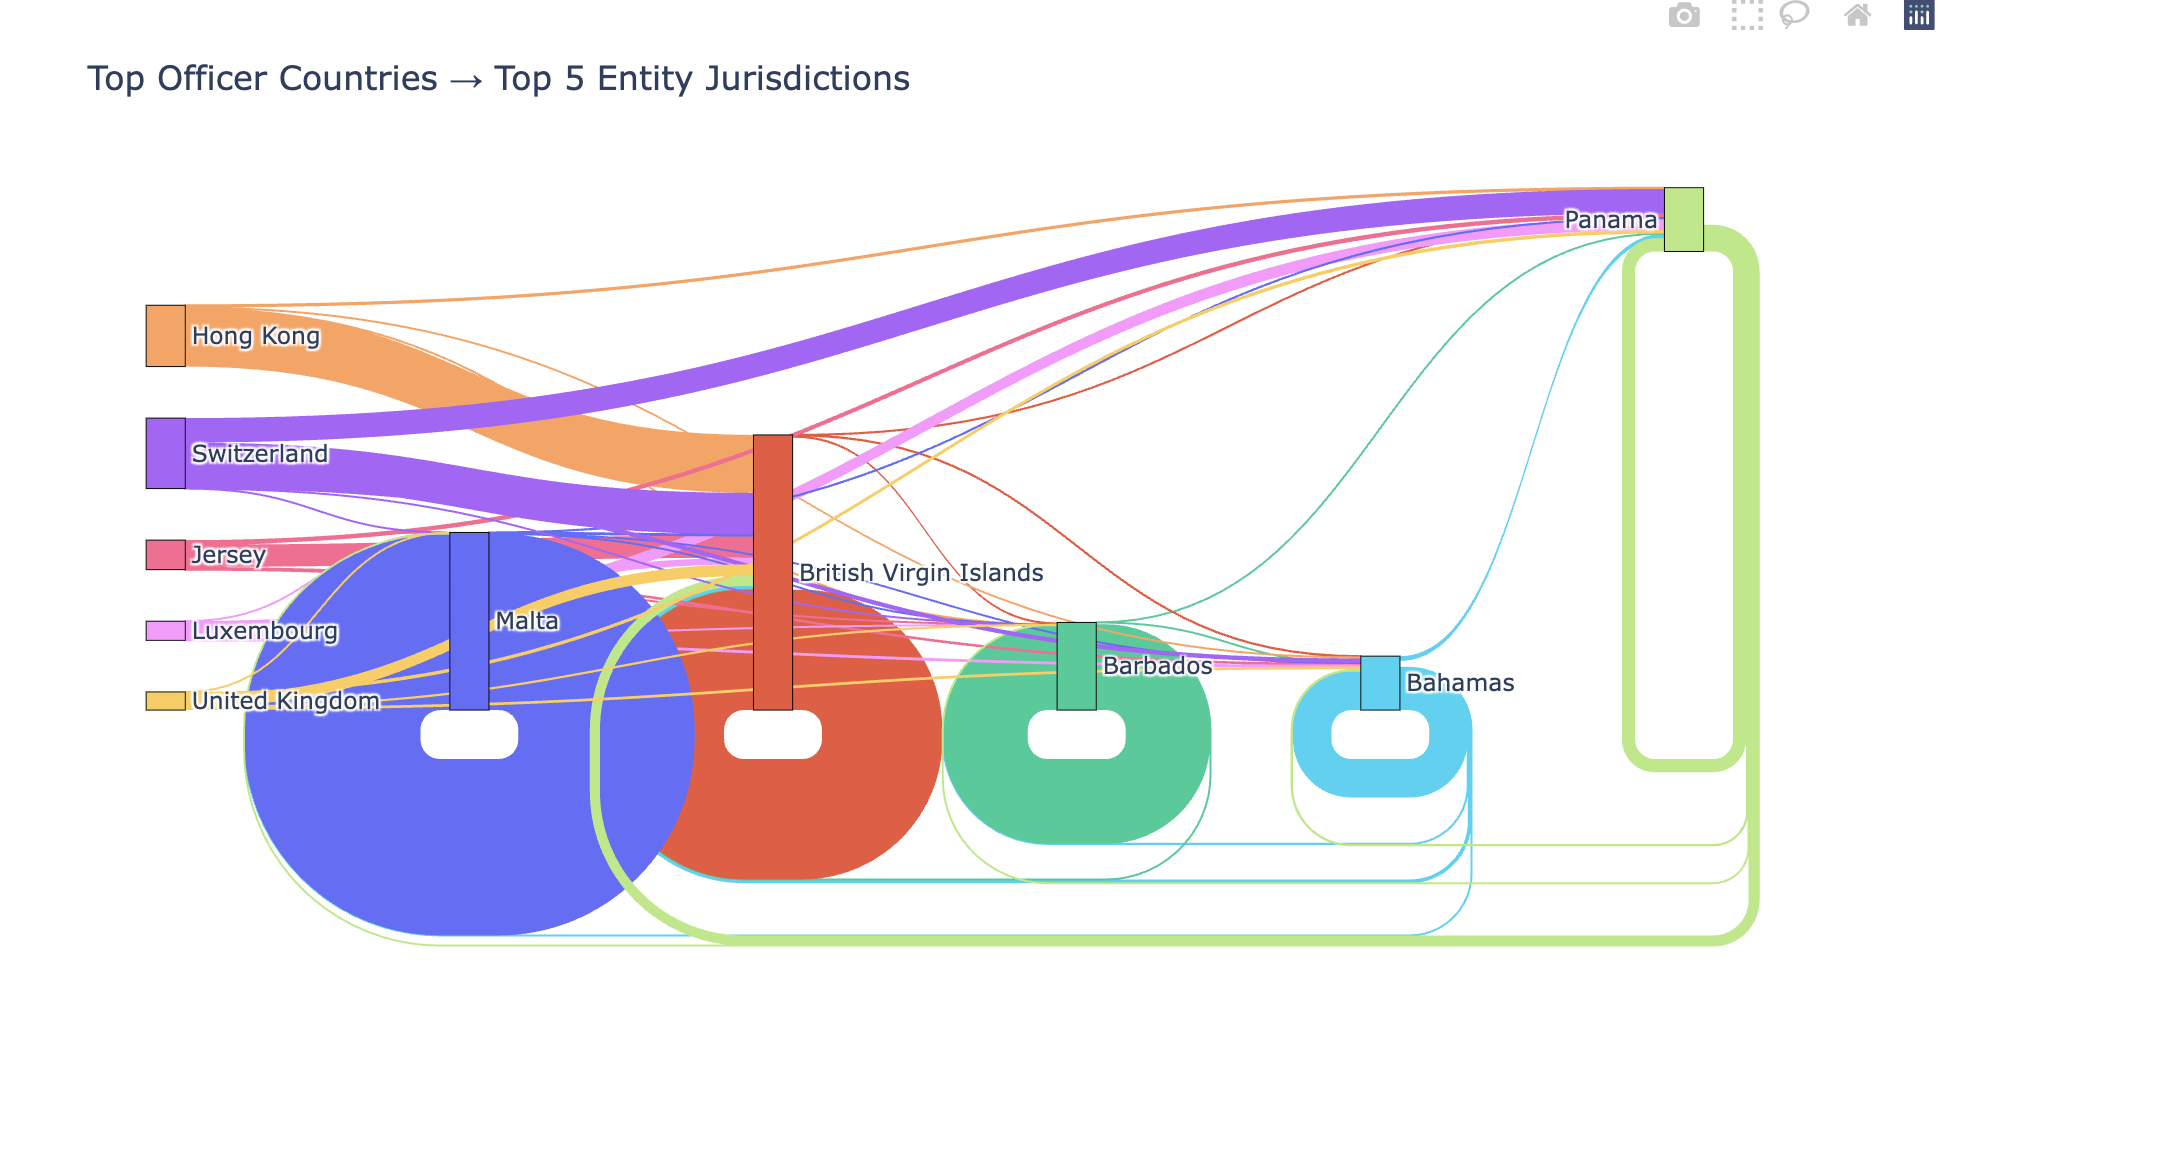 Top Officer Countries → Top 5 Entity Jurisdictions
Panama
Hong Kong
Switzerland
Jersey
British Virgin Islands
Malta
Luxembourg
Barbados
Bahamas
United Kingdom